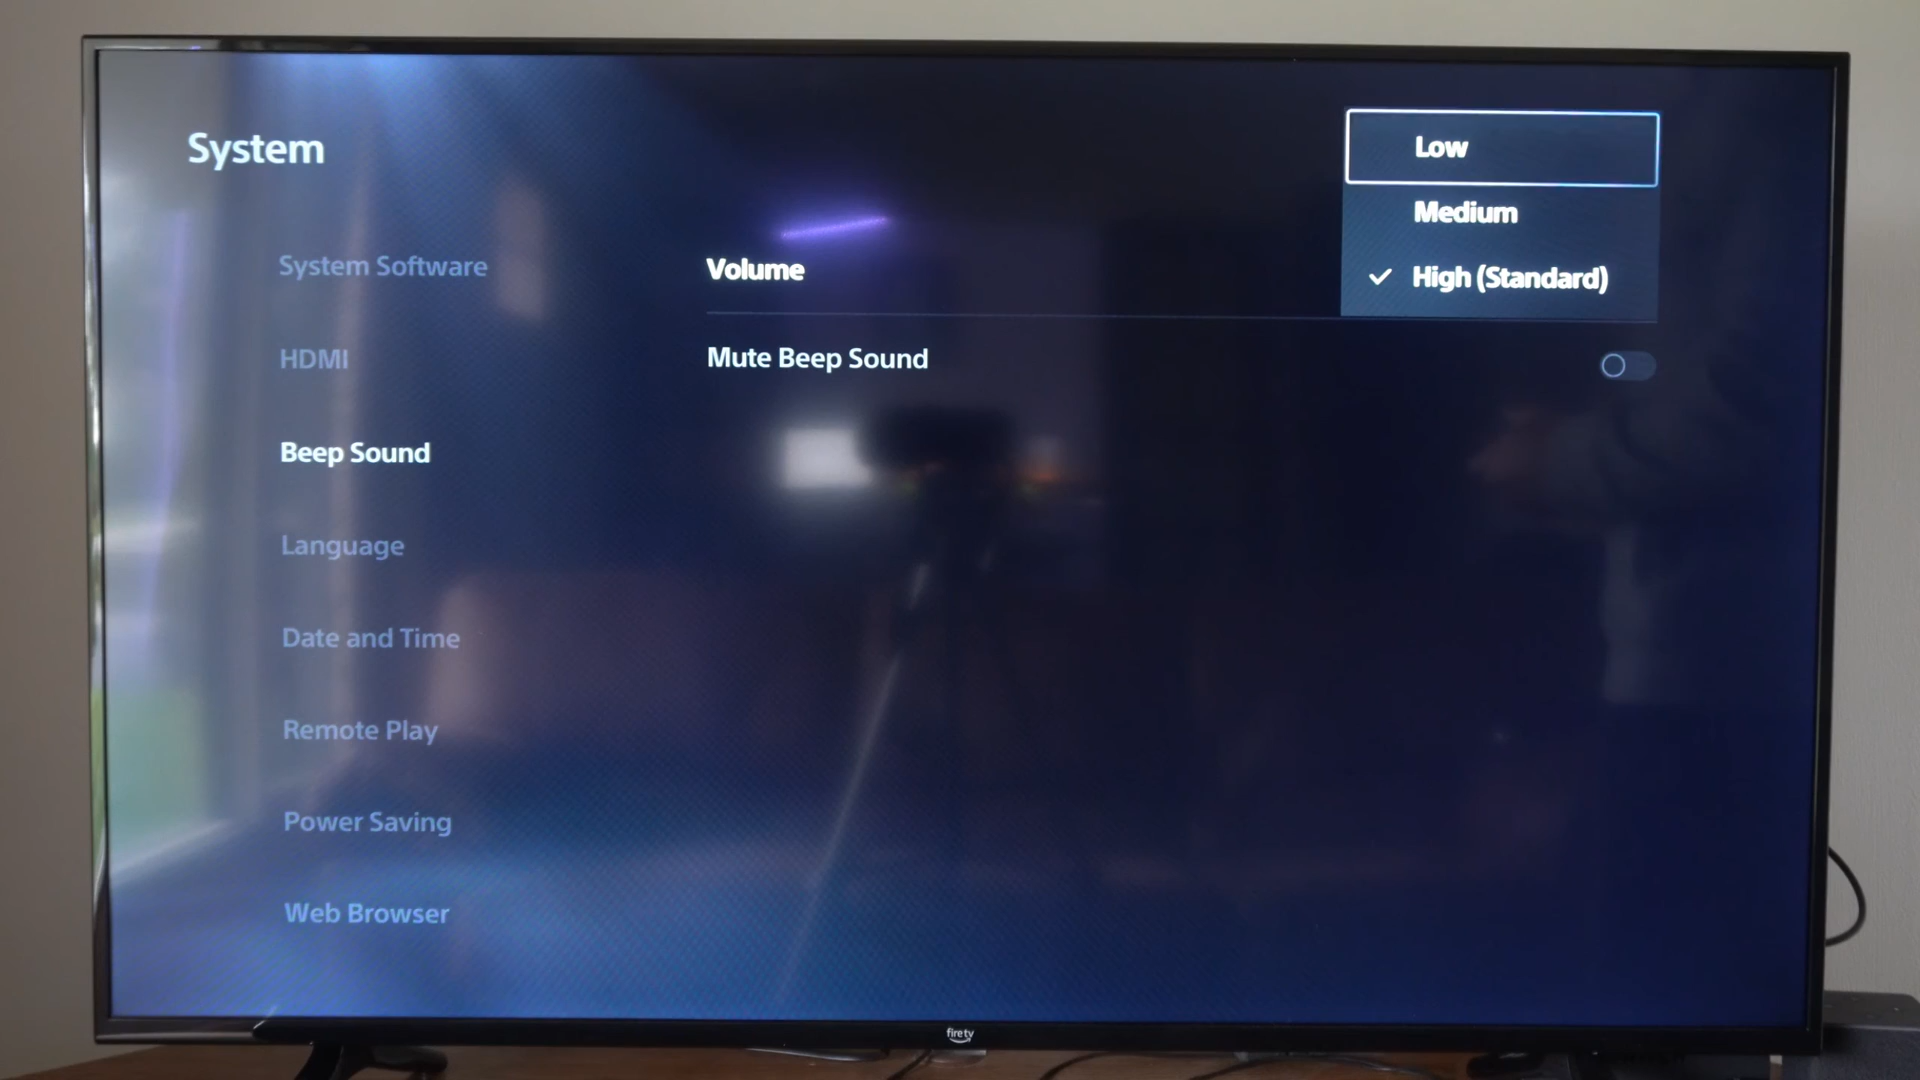 System
System Software
HDMI
Beep Sound
Language
Date and Time
Remote Play
Power Saving
Web Browser
Volume
Low
Medium
High (Standard)
Mute Beep Sound
firetv